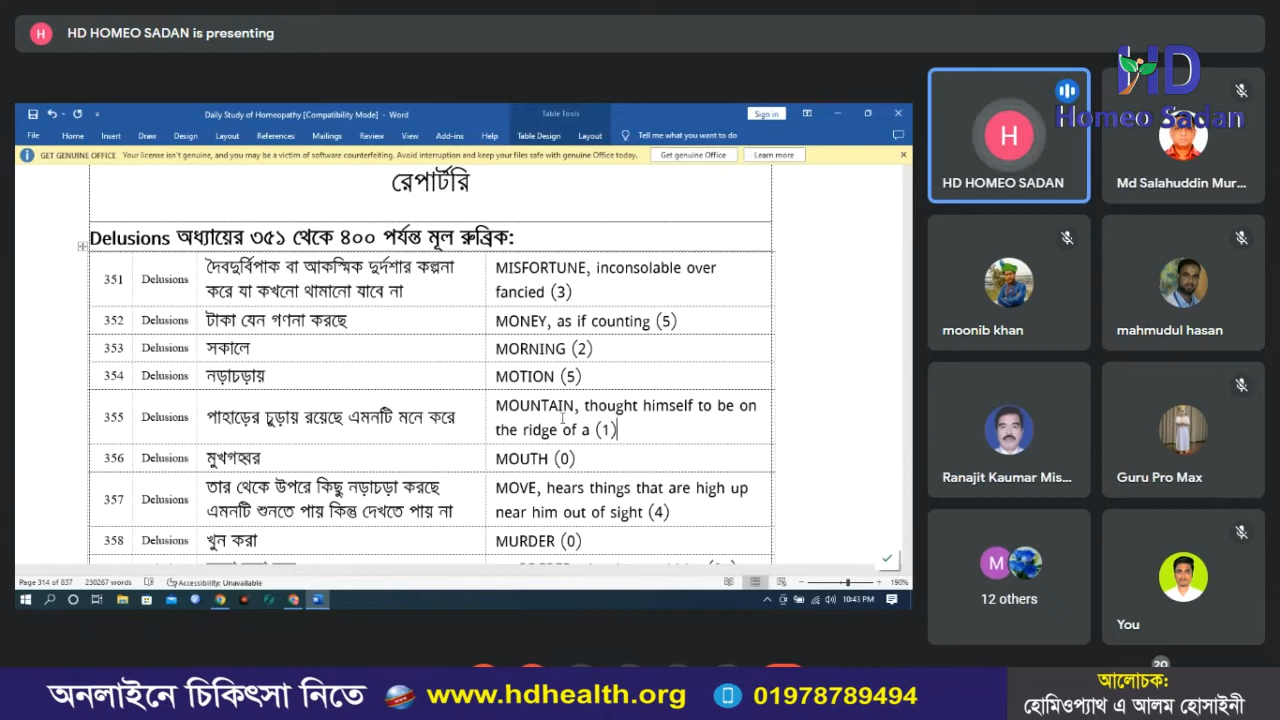 H HD HOMEO SADAN is presenting
HD
Homeo Sadan
Daily Study of Homeopathy [Compatibility Mode] - Word
Table Tools
Sign in
File Home Insert Draw Design Layout References Mailings Review View Add-ins Help Table Design Layout Tell me what you want to do
GET GENUINE OFFICE Your license isn't genuine, and you may be a victim of software counterfeiting. Avoid interruption and keep your files safe with genuine Office today. Get genuine Office Learn more
রেপার্টরি
Delusions অধ্যায়ের ৩৫১ থেকে ৪০০ পর্যন্ত মূল রুব্রিক:
351 Delusions দৈবদুর্বিপাক বা আকস্মিক দুর্দশার কল্পনা MISFORTUNE, inconsolable over
করে যা কখনো থামানো যাবে না fancied (3)
352 Delusions টাকা যেন গণনা করছে MONEY, as if counting (5)
353 Delusions সকালে MORNING (2)
354 Delusions নড়াচড়ায় MOTION (5)
355 Delusions পাহাড়ের চুড়ায় রয়েছে এমনটি মনে করে MOUNTAIN, thought himself to be on
the ridge of a (1)
356 Delusions মুখগহ্বর MOUTH (0)
357 Delusions তার থেকে উপরে কিছু নড়াচড়া করছে MOVE, hears things that are high up
এমনটি শুনতে পায় কিন্তু দেখতে পায় না near him out of sight (4)
358 Delusions খুন করা MURDER (0)
Page 314 of 837 230267 words Accessibility: Unavailable 190%
10:43 PM
H
HD HOMEO SADAN
Md Salahuddin Mur...
moonib khan
mahmudul hasan
Ranajit Kaumar Mis...
Guru Pro Max
M
12 others
You
20
অনলাইনে চিকিৎসা নিতে www.hdhealth.org 01978789494
আলোচক:
হোমিওপ্যাথ এ আলম হোসাইনী